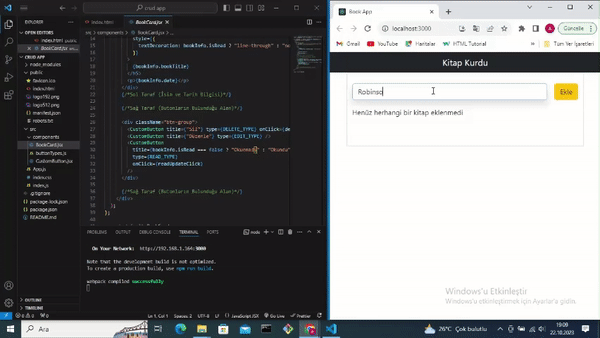 crud app
EXPLORER
OPEN EDITORS
index.html
BookCard.jsx
CRUD APP
node_modules
public
favicon.ico
index.html
logo192.png
logo512.png
manifest.json
robots.txt
src
components
BookCard.jsx
buttonTypes.js
CustomButton.jsx
App.js
index.css
index.js
.gitignore
package-lock.json
package.json
README.md
OUTLINE
TIMELINE
index.html
BookCard.jsx
src > components > BookCard.jsx
style={{
textDecoration: bookInfo.isRead ? "line-through" :
}}
>
{bookInfo.bookTitle}
</h5>
<p>{bookInfo.date}</p>
</div>
{/*Sol Taraf (İsim ve Tarih Bilgisi)*/}
{/*Sağ Taraf (Butonların Bulunduğu Alan)*/}
<div className="btn-group">
<CustomButton title={"Sil"} type={DELETE_TYPE} onClick={
<CustomButton title={"Düzenle"} type={EDIT_TYPE} />
<CustomButton
title={bookInfo.isRead === false ? "Okunmadı" : "Okundu"
type={READ_TYPE}
onClick={readUpdateClick}
/>
</div>
{/*Sağ Taraf (Butonların Bulunduğu Alan)*/}
</div>
);
};
PROBLEMS
OUTPUT
DEBUG CONSOLE
TERMINAL
PORTS
node
On Your Network: http://192.168.1.164:3000
Note that the development build is not optimized.
To create a production build, use npm run build.
webpack compiled successfully
Ln 1, Col 1
Spaces: 2
UTF-8
LF
JavaScript JSX
Go Live
Prettier
Book App
localhost:3000
Güncelle
Gmail
YouTube
Haritalar
HTML Tutorial
Tüm Yer İşaretleri
Kitap Kurdu
Robinso
Ekle
Henüz herhangi bir kitap eklenmedi
Windows'u Etkinleştir
Windows'u etkinleştirmek için Ayarlar'a gidin.
Ara
26°C Çok bulutlu
19:09
22.10.2023